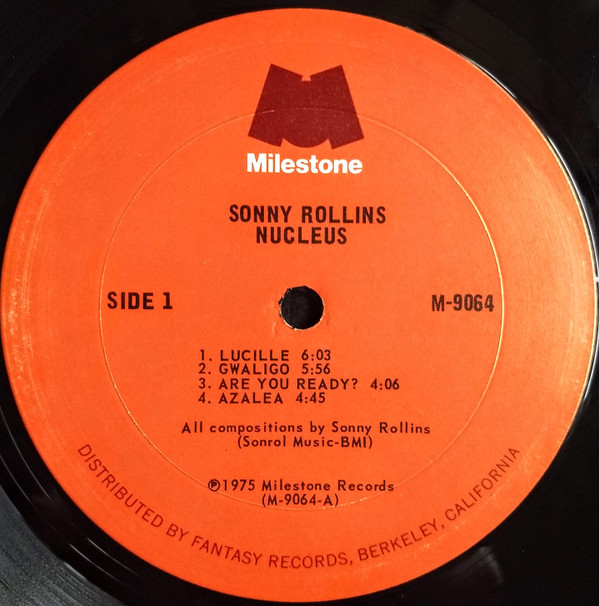 Milestone
SONNY ROLLINS
NUCLEUS
SIDE 1
M-9064
1. LUCILLE 6:03
2. GWALIGO 5:56
3. ARE YOU READY? 4:06
4. AZALEA 4:45
All compositions by Sonny Rollins
(Sonrol Music-BMI)
℗1975 Milestone Records
(M-9064-A)
DISTRIBUTED BY FANTASY RECORDS, BERKELEY, CALIFORNIA